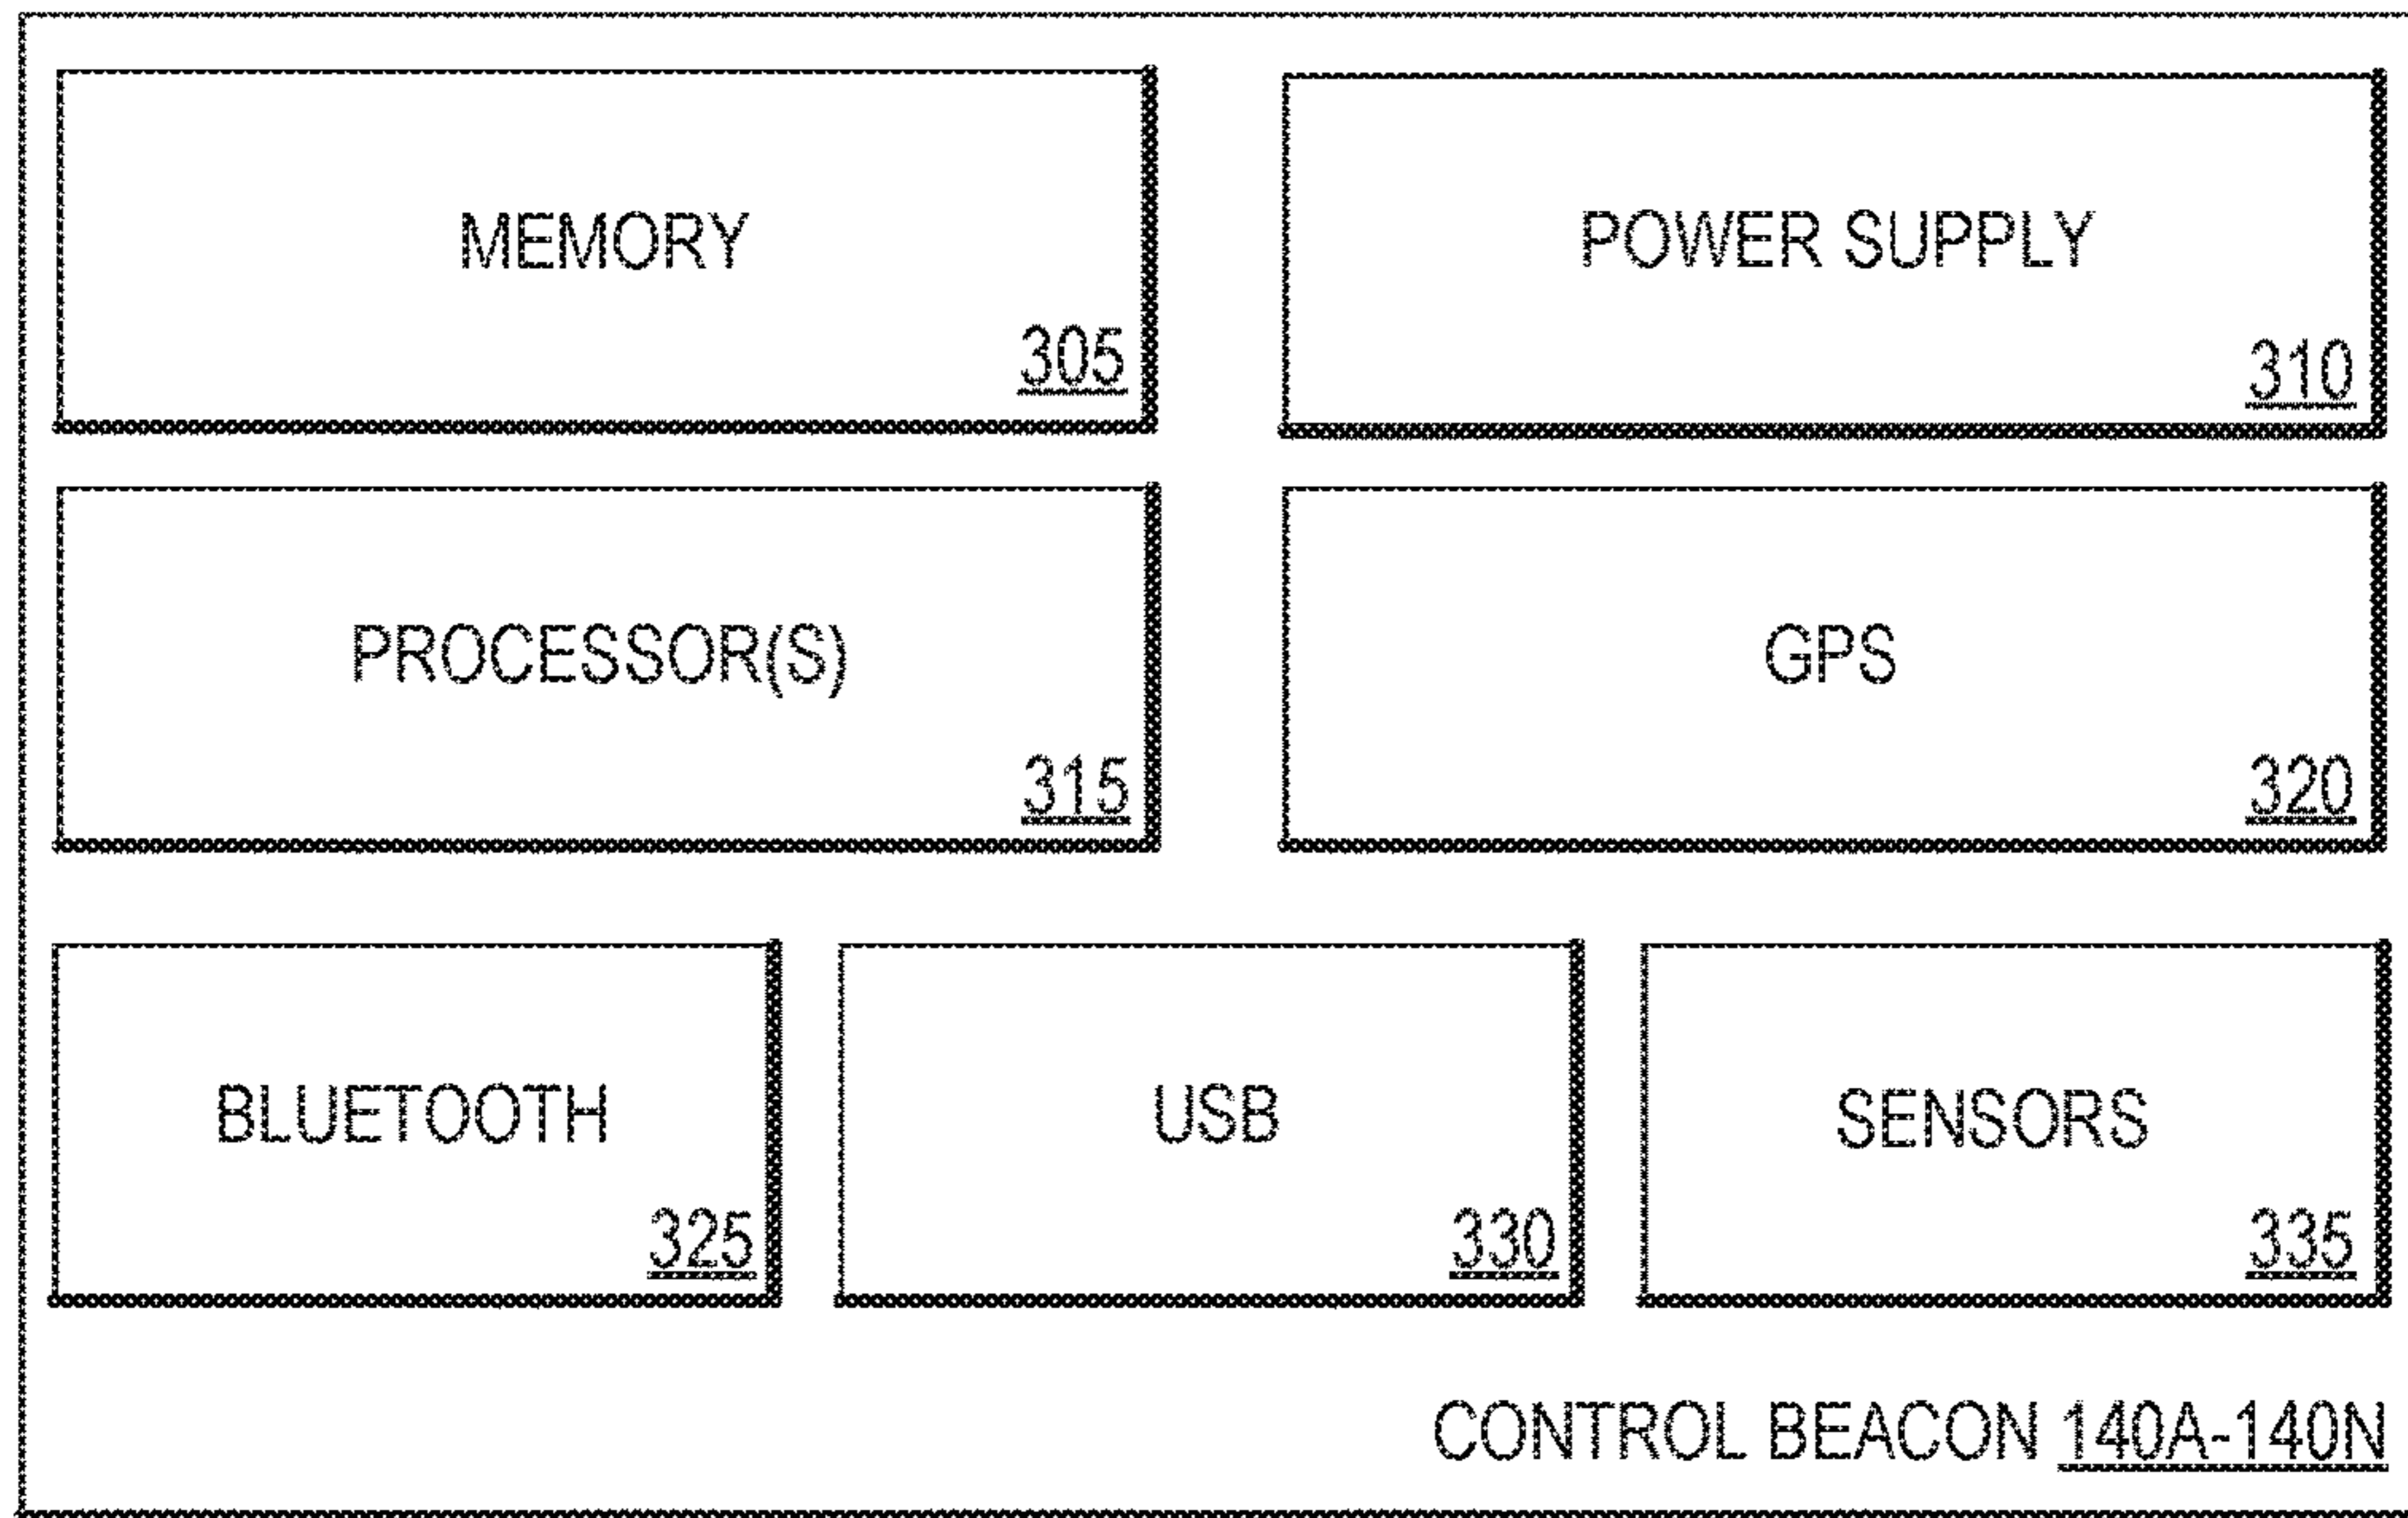 MEMORY
305
POWER SUPPLY
310
PROCESSOR(S)
315
GPS
320
BLUETOOTH
325
USB
330
SENSORS
335
CONTROL BEACON 140A-140N